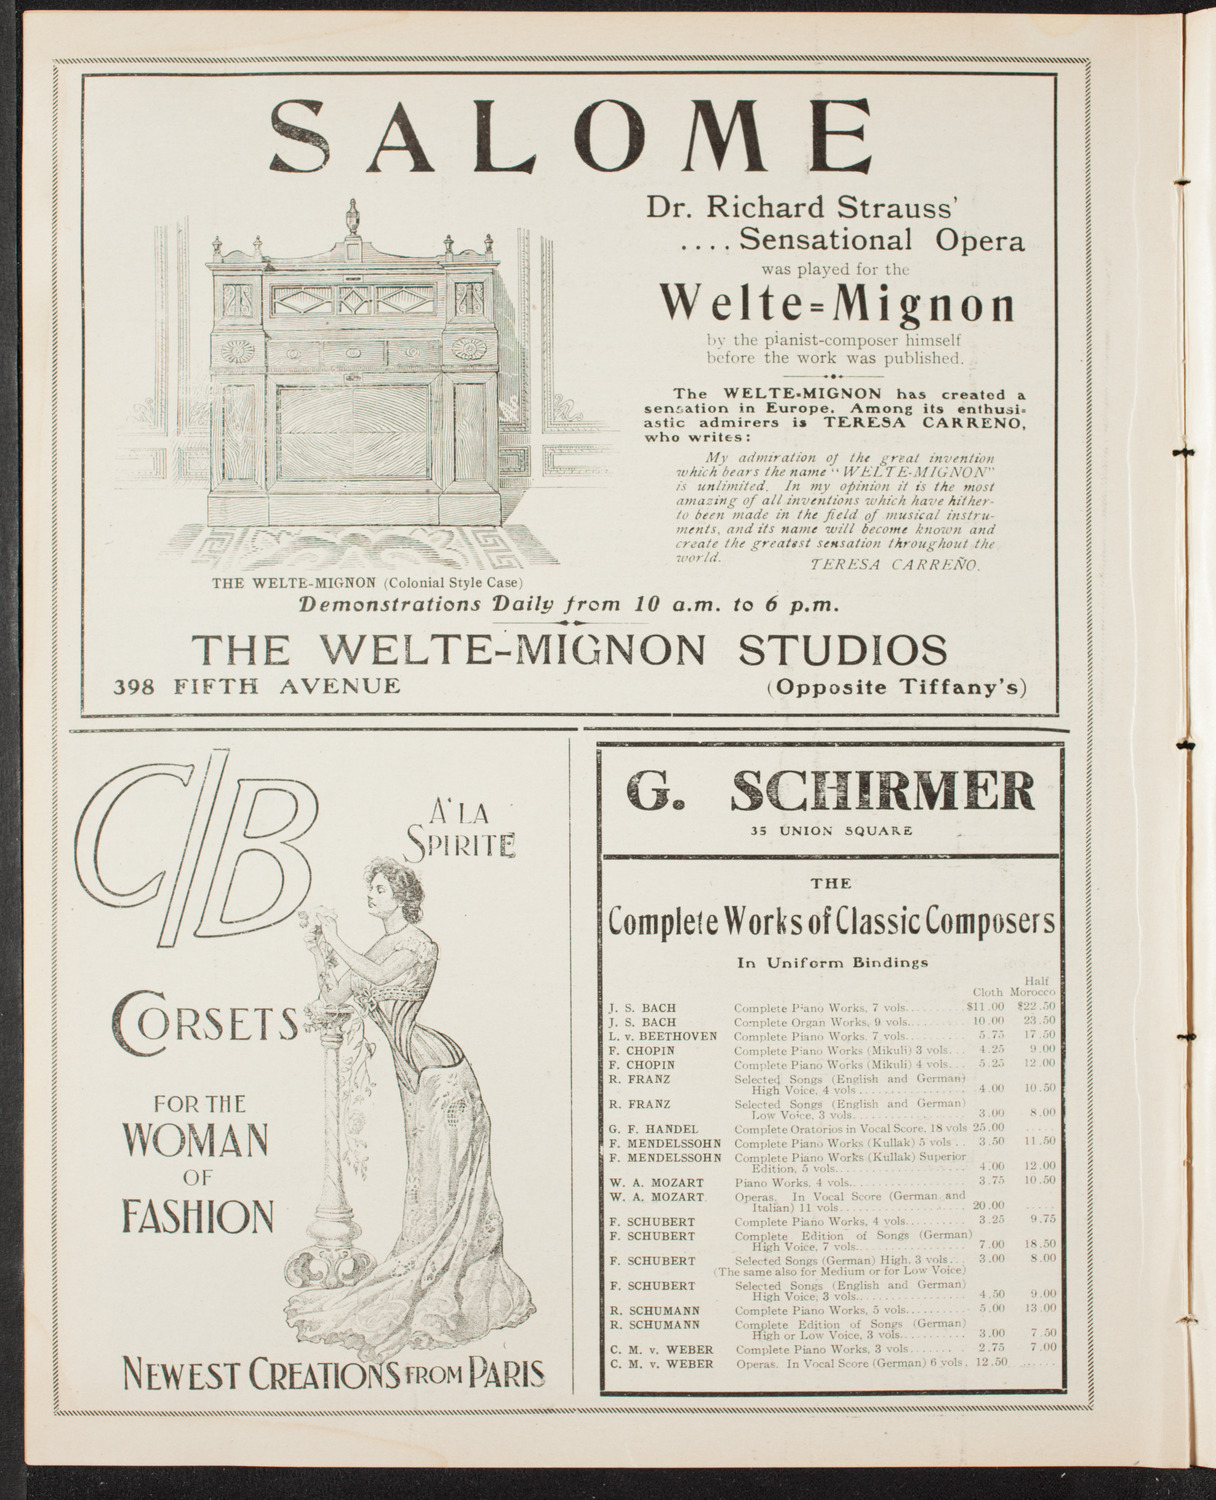 SALOME
Dr. Richard Strauss'
.... Sensational Opera
was played for the
Welte=Mignon
by the pianist-composer himself
before the work was published.
The WELTE=MIGNON has created a
sensation in Europe. Among its enthusi=
astic admirers is TERESA CARRENO,
who writes:
My admiration of the great invention
which bears the name "WELTE-MIGNON"
is unlimited. In my opinion it is the most
amazing of all inventions which have hither-
to been made in the field of musical instru-
ments, and its name will become known and
create the greatest sensation throughout the
world.
TERESA CARREÑO.
THE WELTE-MIGNON (Colonial Style Case)
Demonstrations Daily from 10 a.m. to 6 p.m.
THE WELTE-MIGNON STUDIOS
398 FIFTH AVENUE (Opposite Tiffany's)
C/B
A' LA
SPIRITE
CORSETS
FOR THE
WOMAN
OF
FASHION
NEWEST CREATIONS FROM PARIS
G. SCHIRMER
35 UNION SQUARE
THE
Complete Works of Classic Composers
In Uniform Bindings
Half
Cloth Morocco
J. S. BACH Complete Piano Works, 7 vols......... $11.00 $22.50
J. S. BACH Complete Organ Works, 9 vols......... 10.00 23.50
L. v. BEETHOVEN Complete Piano Works, 7 vols......... 5.75 17.50
F. CHOPIN Complete Piano Works (Mikuli) 3 vols... 4.25 9.00
F. CHOPIN Complete Piano Works (Mikuli) 4 vols.... 5.25 12.00
R. FRANZ Selected Songs (English and German)
High Voice, 4 vols................. 4.00 10.50
R. FRANZ Selected Songs (English and German)
Low Voice, 3 vols................. 3.00 8.00
G. F. HANDEL Complete Oratorios in Vocal Score, 18 vols 25.00 .....
F. MENDELSSOHN Complete Piano Works (Kullak) 5 vols .. 3.50 11.50
F. MENDELSSOHN Complete Piano Works (Kullak) Superior
Edition, 5 vols................... 4.00 12.00
W. A. MOZART Piano Works, 4 vols................. 3.75 10.50
W. A. MOZART Operas. In Vocal Score (German and
Italian) 11 vols................... 20.00 .....
F. SCHUBERT Complete Piano Works, 4 vols......... 3.25 9.75
F. SCHUBERT Complete Edition of Songs (German)
High Voice, 7 vols................. 7.00 18.50
F. SCHUBERT Selected Songs (German) High, 3 vols... 3.00 8.00
(The same also for Medium or for Low Voice)
F. SCHUBERT Selected Songs (English and German)
High Voice, 3 vols................. 4.50 9.00
R. SCHUMANN Complete Piano Works, 5 vols......... 5.00 13.00
R. SCHUMANN Complete Edition of Songs (German)
High or Low Voice, 3 vols........... 3.00 7.50
C. M. v. WEBER Complete Piano Works, 3 vols......... 2.75 7.00
C. M. v. WEBER Operas. In Vocal Score (German) 6 vols. 12.50 ......